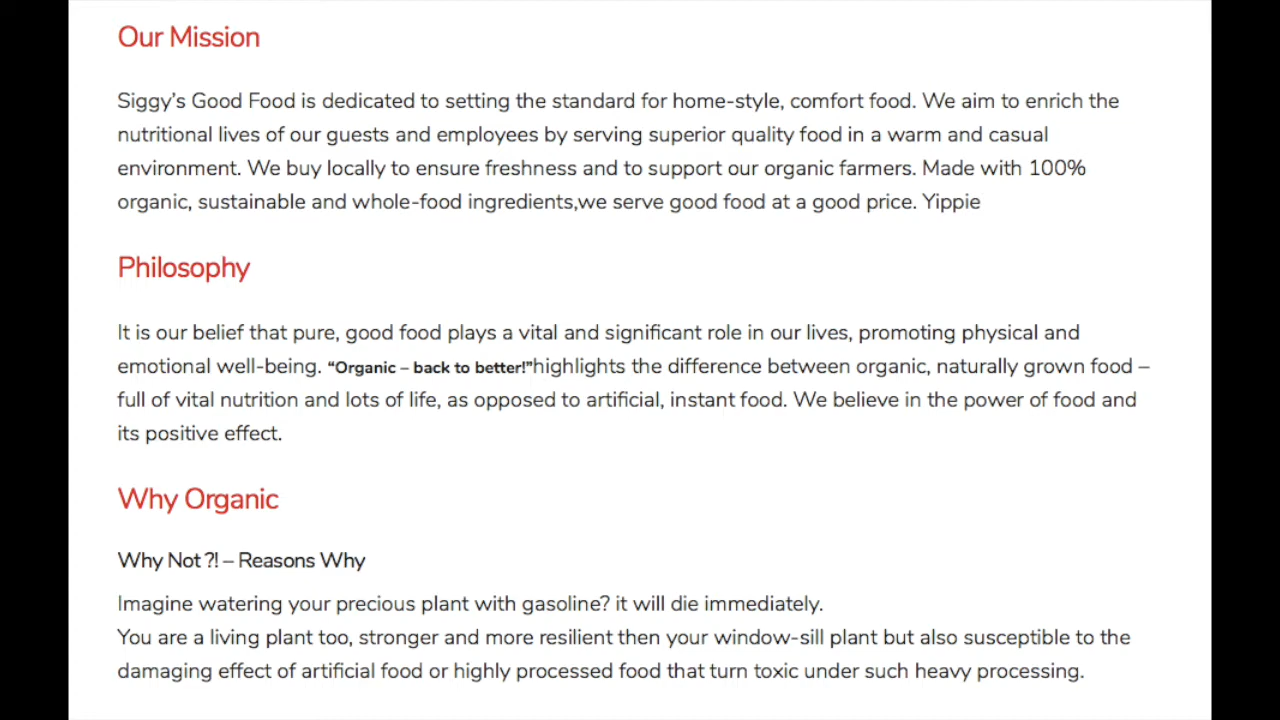 Our Mission
Siggy’s Good Food is dedicated to setting the standard for home-style, comfort food. We aim to enrich the
nutritional lives of our guests and employees by serving superior quality food in a warm and casual
environment. We buy locally to ensure freshness and to support our organic farmers. Made with 100%
organic, sustainable and whole-food ingredients,we serve good food at a good price. Yippie
Philosophy
It is our belief that pure, good food plays a vital and significant role in our lives, promoting physical and
emotional well-being. “Organic – back to better!”highlights the difference between organic, naturally grown food –
full of vital nutrition and lots of life, as opposed to artificial, instant food. We believe in the power of food and
its positive effect.
Why Organic
Why Not ?! – Reasons Why
Imagine watering your precious plant with gasoline? it will die immediately.
You are a living plant too, stronger and more resilient then your window-sill plant but also susceptible to the
damaging effect of artificial food or highly processed food that turn toxic under such heavy processing.